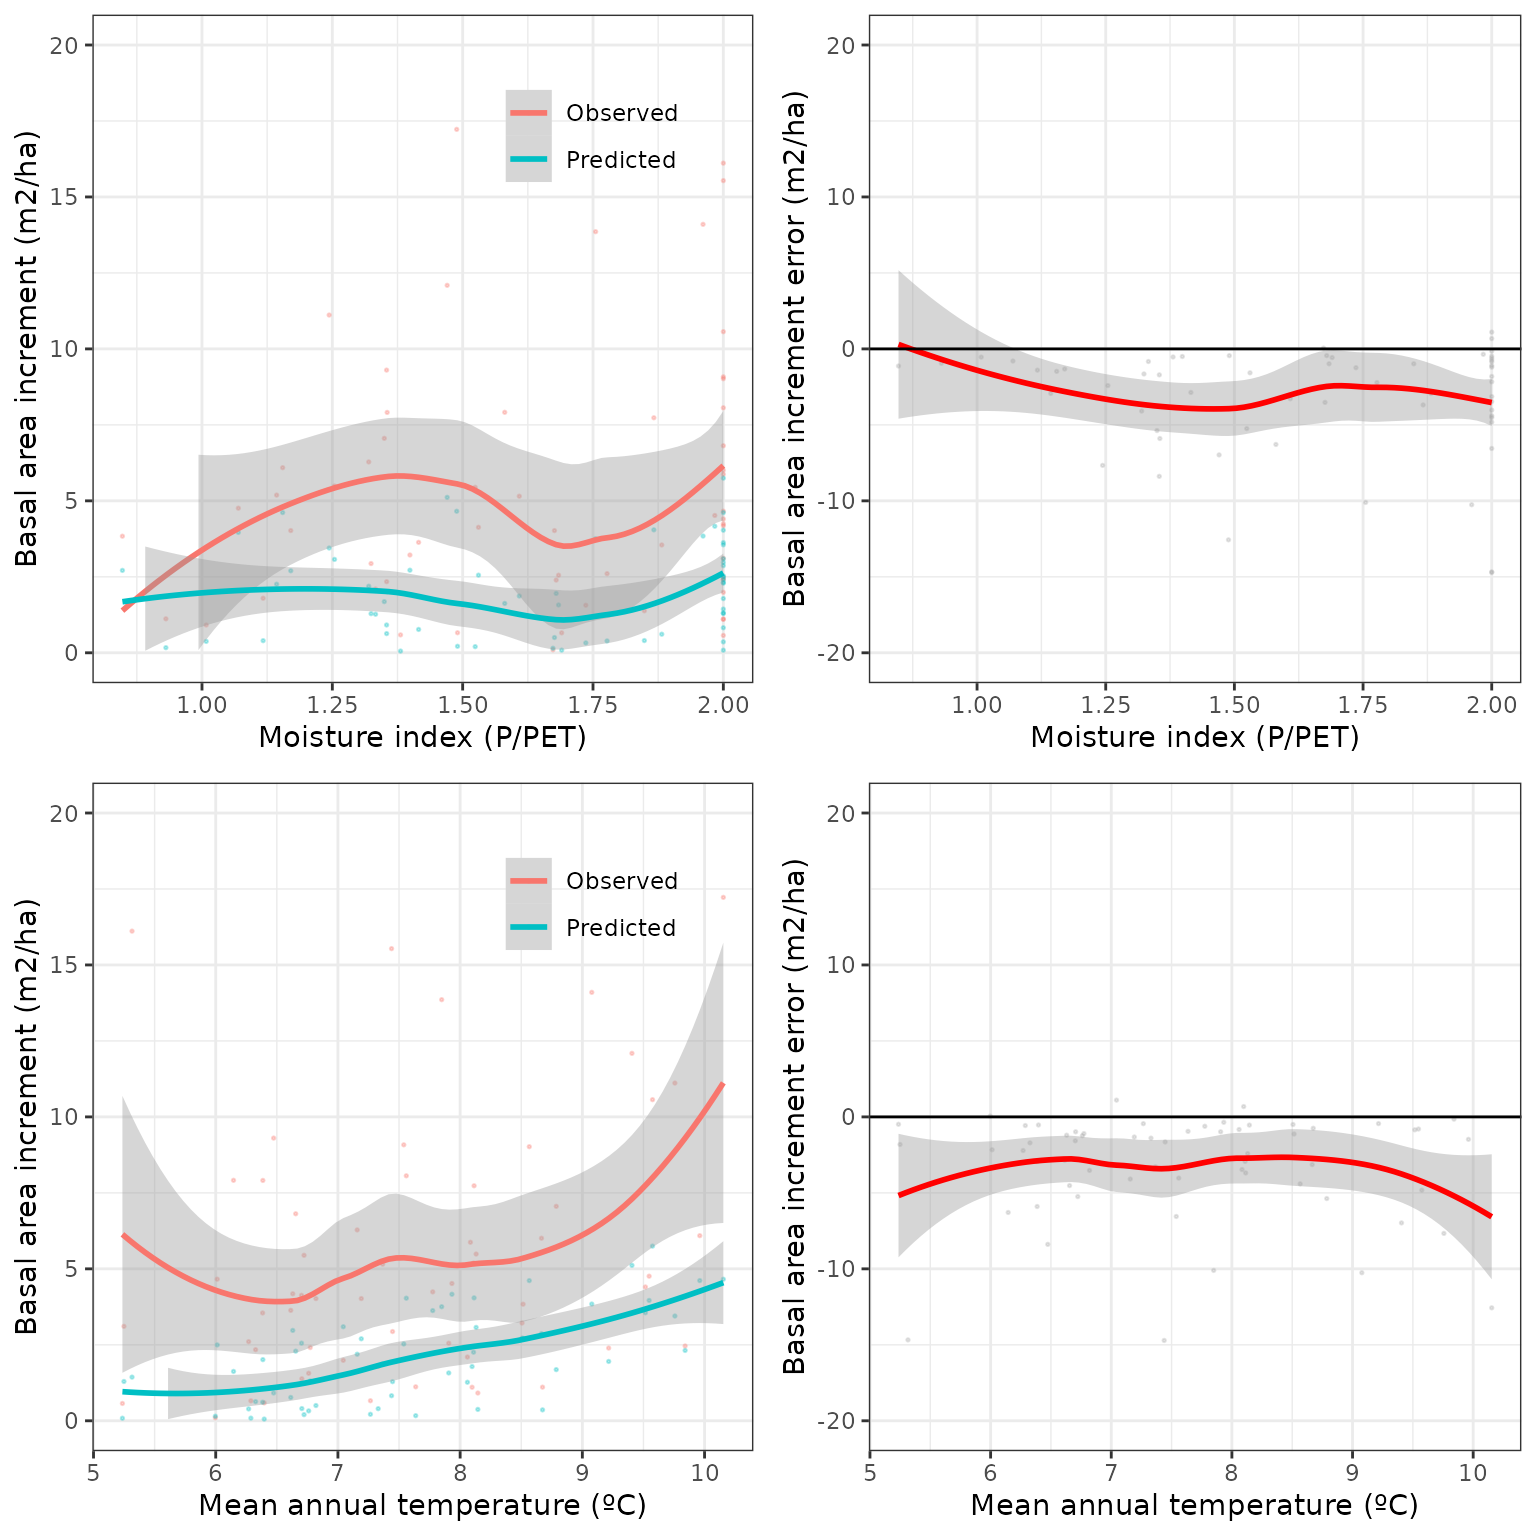 Basal area increment (m2/ha)
20
15
10
5
0
Observed
Predicted
1.00 1.25 1.50 1.75 2.00
Moisture index (P/PET)
Basal area increment error (m2/ha)
20
10
0
-10
-20
1.00 1.25 1.50 1.75 2.00
Moisture index (P/PET)
Basal area increment (m2/ha)
20
15
10
5
0
Observed
Predicted
5 6 7 8 9 10
Mean annual temperature (ºC)
Basal area increment error (m2/ha)
20
10
0
-10
-20
5 6 7 8 9 10
Mean annual temperature (ºC)